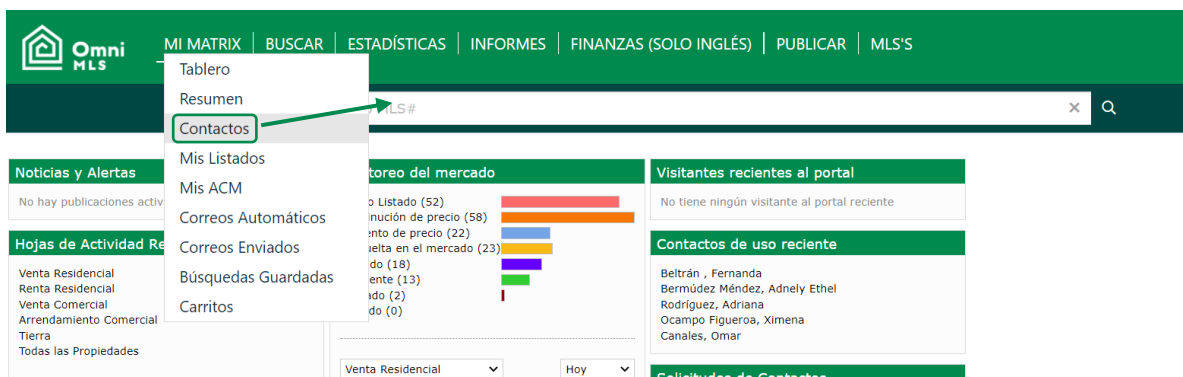 Omni
MLS
MI MATRIX BUSCAR ESTADÍSTICAS INFORMES FINANZAS (SOLO INGLÉS) PUBLICAR MLS'S
Tablero
Resumen
Contactos
Mis Listados
Mis ACM
Correos Automáticos
Correos Enviados
Búsquedas Guardadas
Carritos
MLS#
Noticias y Alertas
No hay publicaciones activ
Hojas de Actividad Re
Venta Residencial
Renta Residencial
Venta Comercial
Arrendamiento Comercial
Tierra
Todas las Propiedades
toreo del mercado
o Listado (52)
inución de precio (58)
ento de precio (22)
uelta en el mercado (23)
do (18)
ente (13)
ado (2)
do (0)
Venta Residencial Hoy
Visitantes recientes al portal
No tiene ningún visitante al portal reciente
Contactos de uso reciente
Beltrán , Fernanda
Bermúdez Méndez, Adnely Ethel
Rodríguez, Adriana
Ocampo Figueroa, Ximena
Canales, Omar
Solicitudes de Contactos